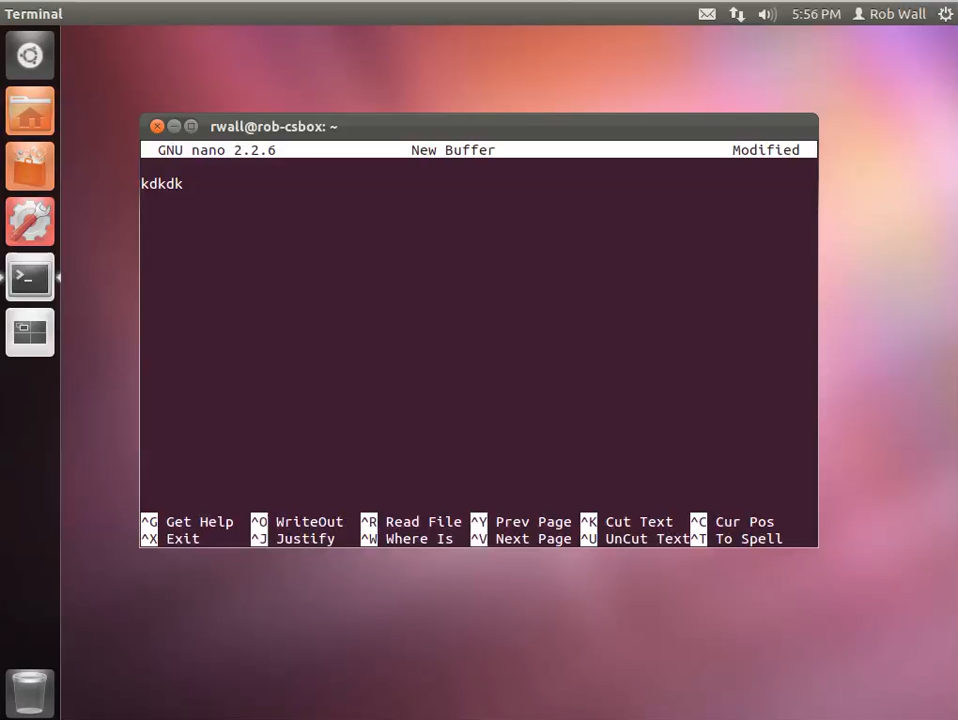 Terminal
5:56 PM Rob Wall
rwall@rob-csbox: ~
GNU nano 2.2.6 New Buffer Modified
kdkdk
^G Get Help ^O WriteOut ^R Read File ^Y Prev Page ^K Cut Text ^C Cur Pos
^X Exit ^J Justify ^W Where Is ^V Next Page ^U UnCut Text ^T To Spell
>_